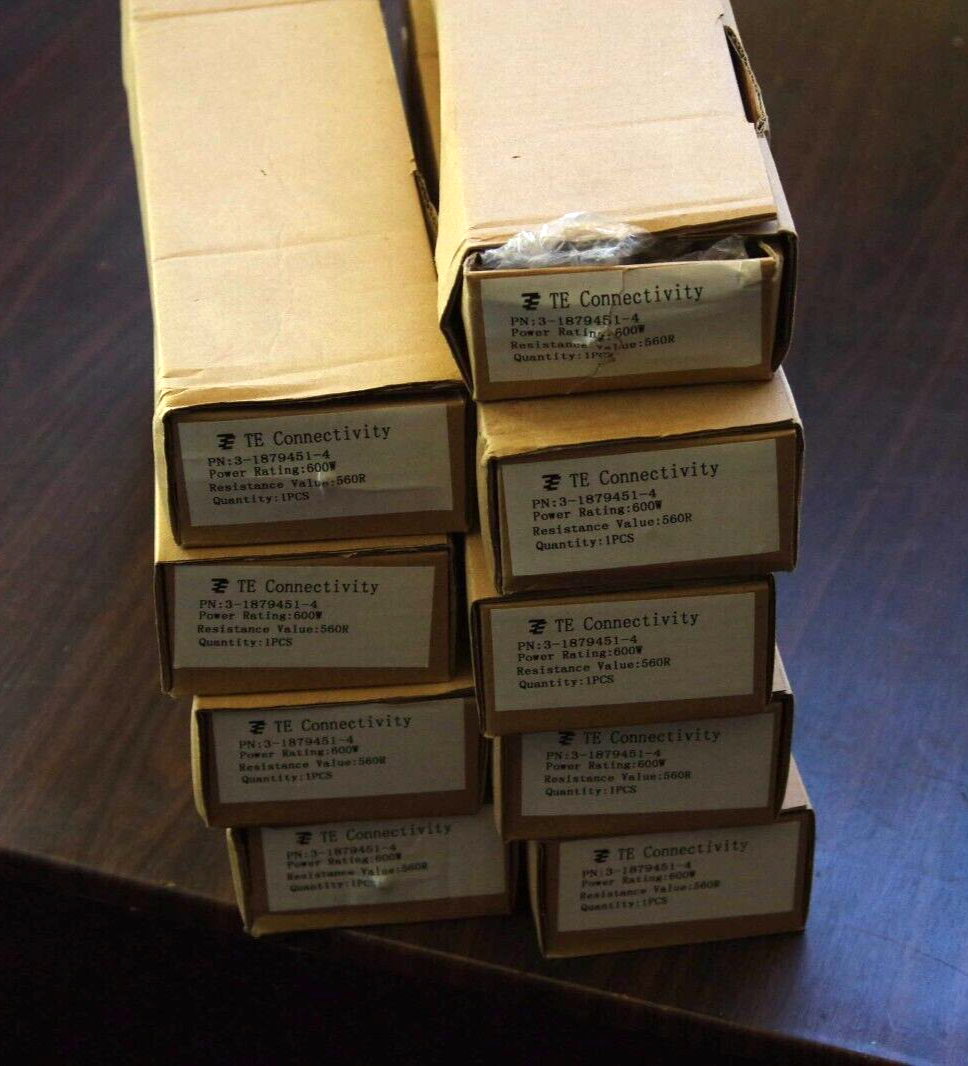 TE Connectivity
PN:3-1879451-4
Power Rating:600W
Resistance Value:560R
Quantity:1PCS
TE Connectivity
PN:3-1879451-4
Power Rating:600W
Resistance Value:560R
Quantity:1PCS
TE Connectivity
PN:3-1879451-4
Power Rating:600W
Resistance Value:560R
Quantity:1PCS
TE Connectivity
PN:3-1879451-4
Power Rating:600W
Resistance Value:560R
Quantity:1PCS
TE Connectivity
PN:3-1879451-4
Power Rating:600W
Resistance Value:560R
Quantity:1PCS
TE Connectivity
PN:3-1879451-4
Power Rating:600W
Resistance Value:560R
Quantity:1PCS
TE Connectivity
PN:3-1879451-4
Power Rating:600W
Resistance Value:560R
Quantity:1PCS
TE Connectivity
PN:3-1879451-4
Power Rating:600W
Resistance Value:560R
Quantity:1PCS
TE Connectivity
PN:3-1879451-4
Power Rating:600W
Resistance Value:560R
Quantity:1PCS